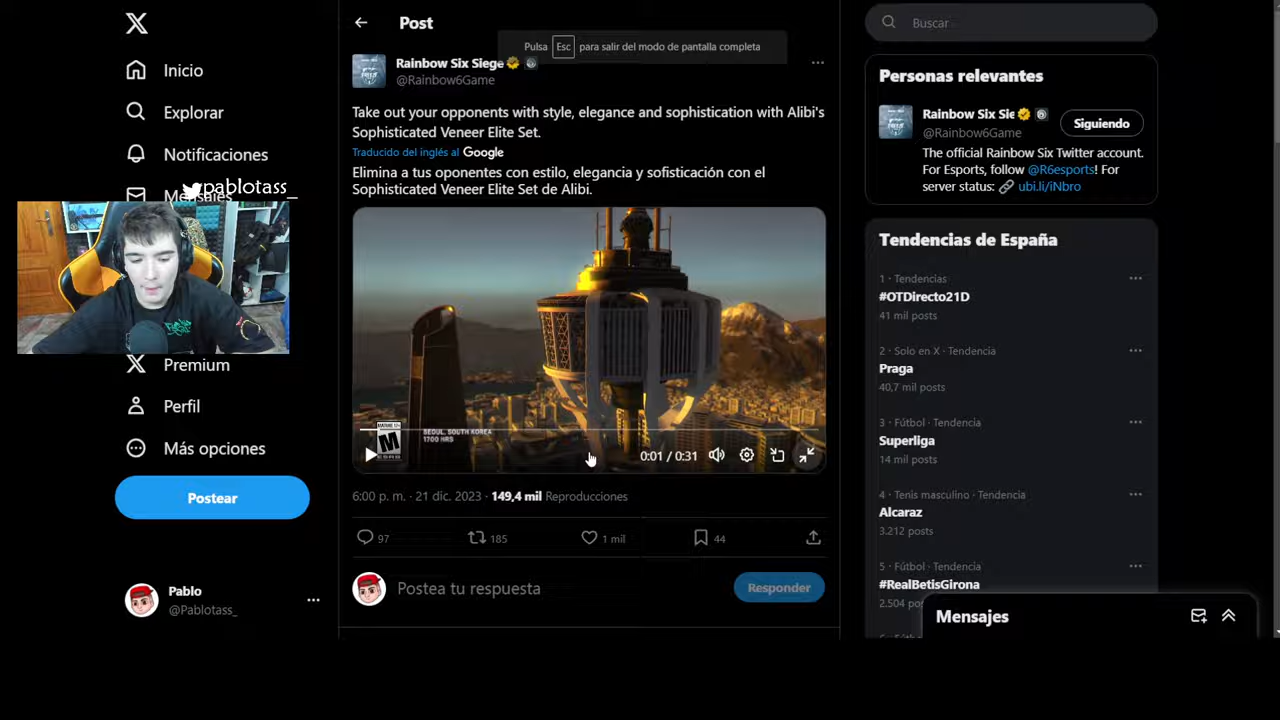 Post
Pulsa Esc para salir del modo de pantalla completa
Inicio
Explorar
Notificaciones
Mensajes
pablotass_
Premium
Perfil
Más opciones
Postear
Pablo
@Pablotass_
Rainbow Six Siege
@Rainbow6Game
Take out your opponents with style, elegance and sophistication with Alibi's
Sophisticated Veneer Elite Set.
Traducido del inglés al Google
Elimina a tus oponentes con estilo, elegancia y sofisticación con el
Sophisticated Veneer Elite Set de Alibi.
MATURE 17+
M
ESRB
SEOUL, SOUTH KOREA
1700 HRS
0:01 / 0:31
6:00 p. m. · 21 dic. 2023 · 149,4 mil Reproducciones
97
185
1 mil
44
Postea tu respuesta
Responder
Buscar
Personas relevantes
Rainbow Six Sie
@Rainbow6Game
Siguiendo
The official Rainbow Six Twitter account.
For Esports, follow @R6esports! For
server status: ubi.li/iNbro
Tendencias de España
1 · Tendencias
#OTDirecto21D
41 mil posts
2 · Solo en X · Tendencia
Praga
40,7 mil posts
3 · Fútbol · Tendencia
Superliga
14 mil posts
4 · Tenis masculino · Tendencia
Alcaraz
3.212 posts
5 · Fútbol · Tendencia
#RealBetisGirona
2.504
Mensajes